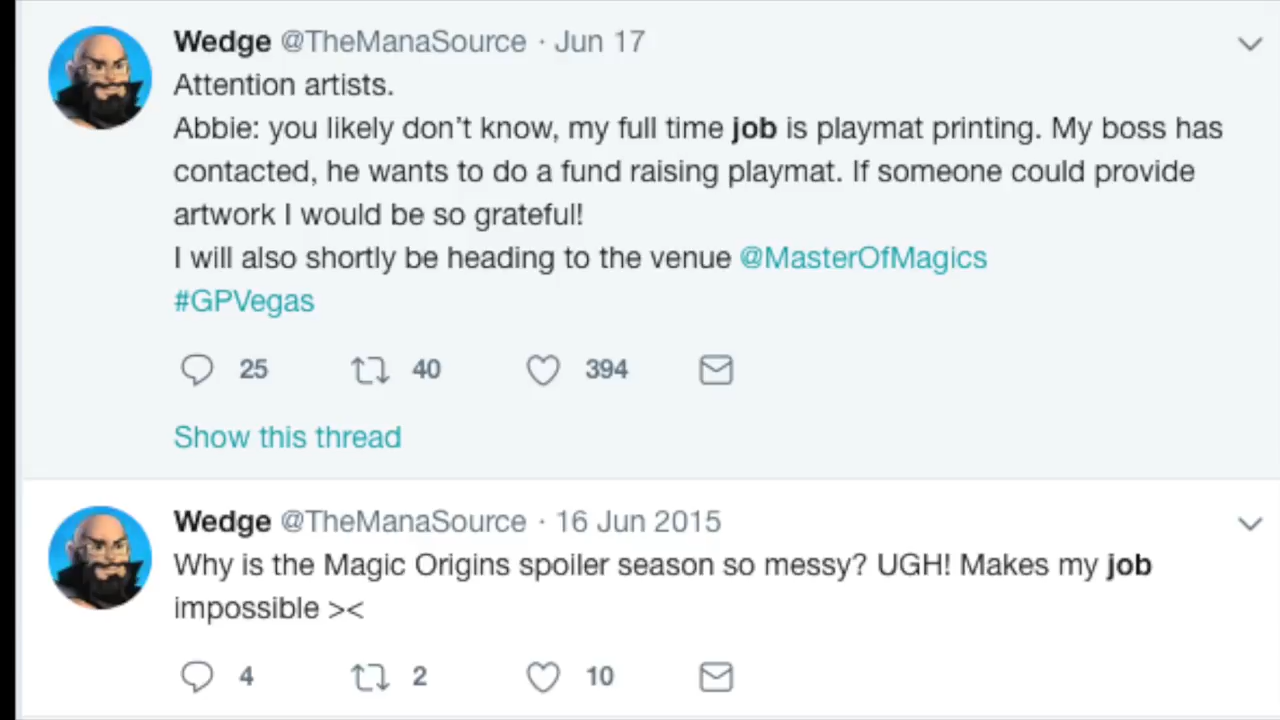 Wedge @TheManaSource · Jun 17
Attention artists.
Abbie: you likely don't know, my full time job is playmat printing. My boss has
contacted, he wants to do a fund raising playmat. If someone could provide
artwork I would be so grateful!
I will also shortly be heading to the venue @MasterOfMagics
#GPVegas
25 40 394
Show this thread
Wedge @TheManaSource · 16 Jun 2015
Why is the Magic Origins spoiler season so messy? UGH! Makes my job
impossible ><
4 2 10